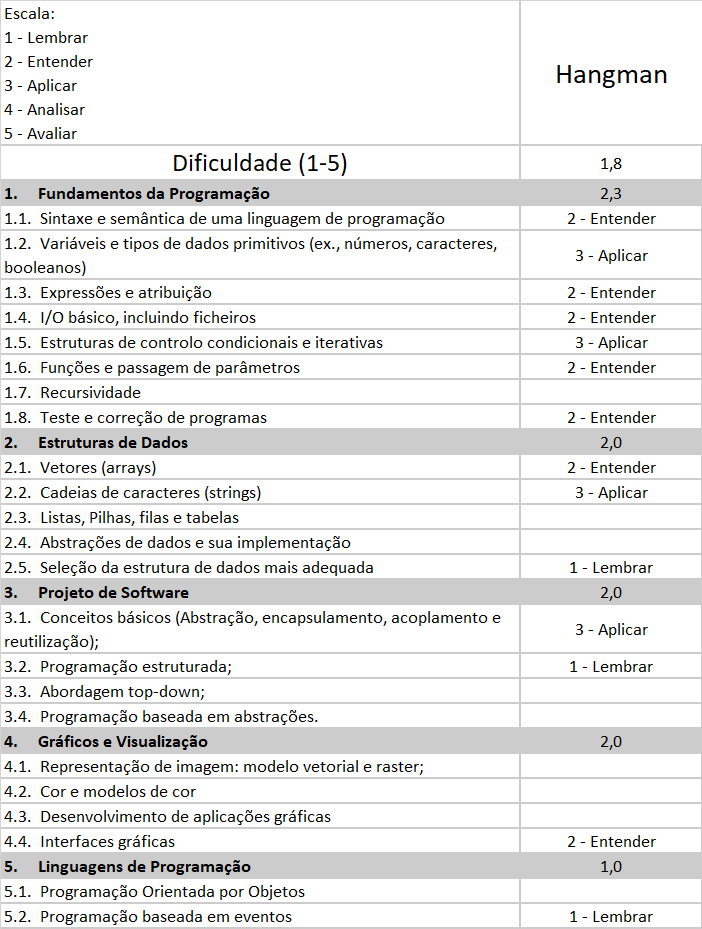 Escala:
1 - Lembrar
2 - Entender
3 - Aplicar
4 - Analisar
5 - Avaliar
Hangman
Dificuldade (1-5) 1,8
1. Fundamentos da Programação 2,3
1.1. Sintaxe e semântica de uma linguagem de programação 2 - Entender
1.2. Variáveis e tipos de dados primitivos (ex., números, caracteres,
booleanos) 3 - Aplicar
1.3. Expressões e atribuição 2 - Entender
1.4. I/O básico, incluindo ficheiros 2 - Entender
1.5. Estruturas de controlo condicionais e iterativas 3 - Aplicar
1.6. Funções e passagem de parâmetros 2 - Entender
1.7. Recursividade
1.8. Teste e correção de programas 2 - Entender
2. Estruturas de Dados 2,0
2.1. Vetores (arrays) 2 - Entender
2.2. Cadeias de caracteres (strings) 3 - Aplicar
2.3. Listas, Pilhas, filas e tabelas
2.4. Abstrações de dados e sua implementação
2.5. Seleção da estrutura de dados mais adequada 1 - Lembrar
3. Projeto de Software 2,0
3.1. Conceitos básicos (Abstração, encapsulamento, acoplamento e
reutilização); 3 - Aplicar
3.2. Programação estruturada; 1 - Lembrar
3.3. Abordagem top-down;
3.4. Programação baseada em abstrações.
4. Gráficos e Visualização 2,0
4.1. Representação de imagem: modelo vetorial e raster;
4.2. Cor e modelos de cor
4.3. Desenvolvimento de aplicações gráficas
4.4. Interfaces gráficas 2 - Entender
5. Linguagens de Programação 1,0
5.1. Programação Orientada por Objetos
5.2. Programação baseada em eventos 1 - Lembrar